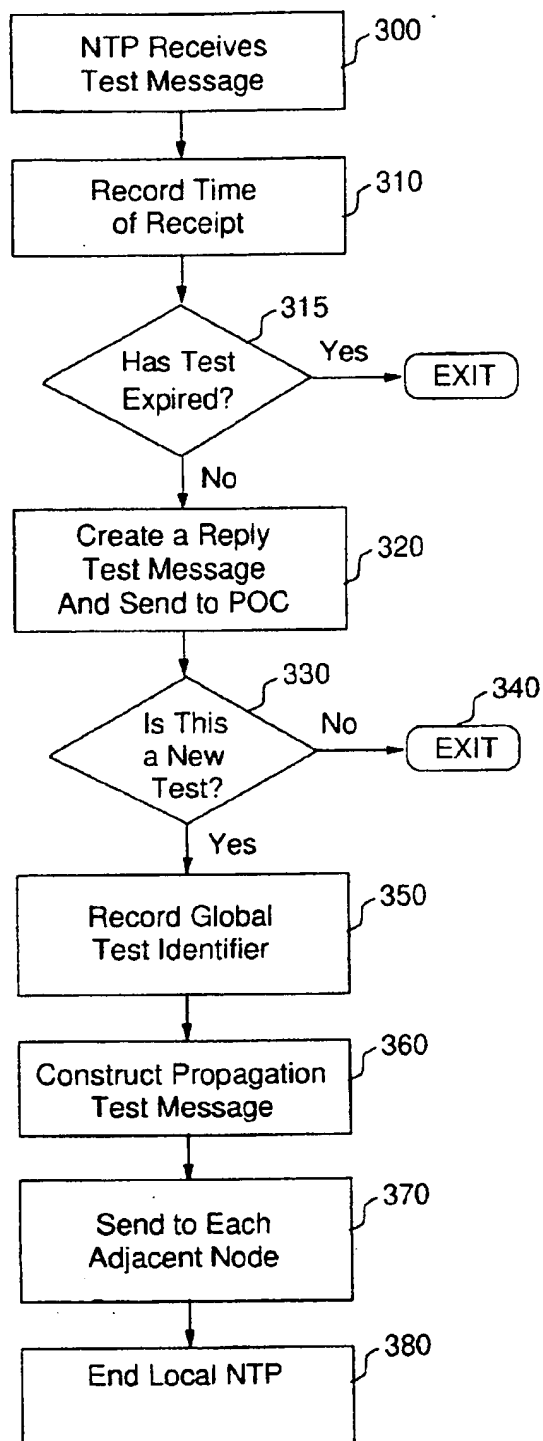 NTP Receives
Test Message
300
Record Time
of Receipt
310
Has Test
Expired?
315
Yes
EXIT
No
Create a Reply
Test Message
And Send to POC
320
Is This
a New
Test?
330
No
EXIT
340
Yes
Record Global
Test Identifier
350
Construct Propagation
Test Message
360
Send to Each
Adjacent Node
370
End Local NTP
380